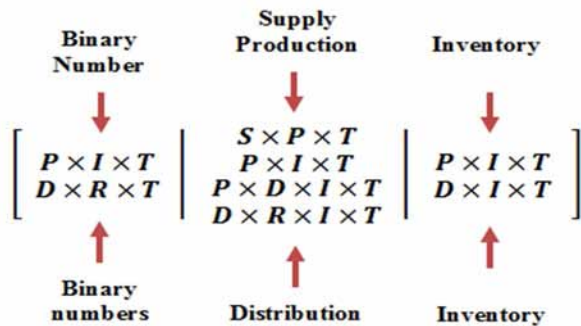 Binary
Number
Supply
Production
Inventory
P × I × T
D × R × T
S × P × T
P × I × T
P × D × I × T
D × R × I × T
P × I × T
D × I × T
Binary
numbers
Distribution
Inventory